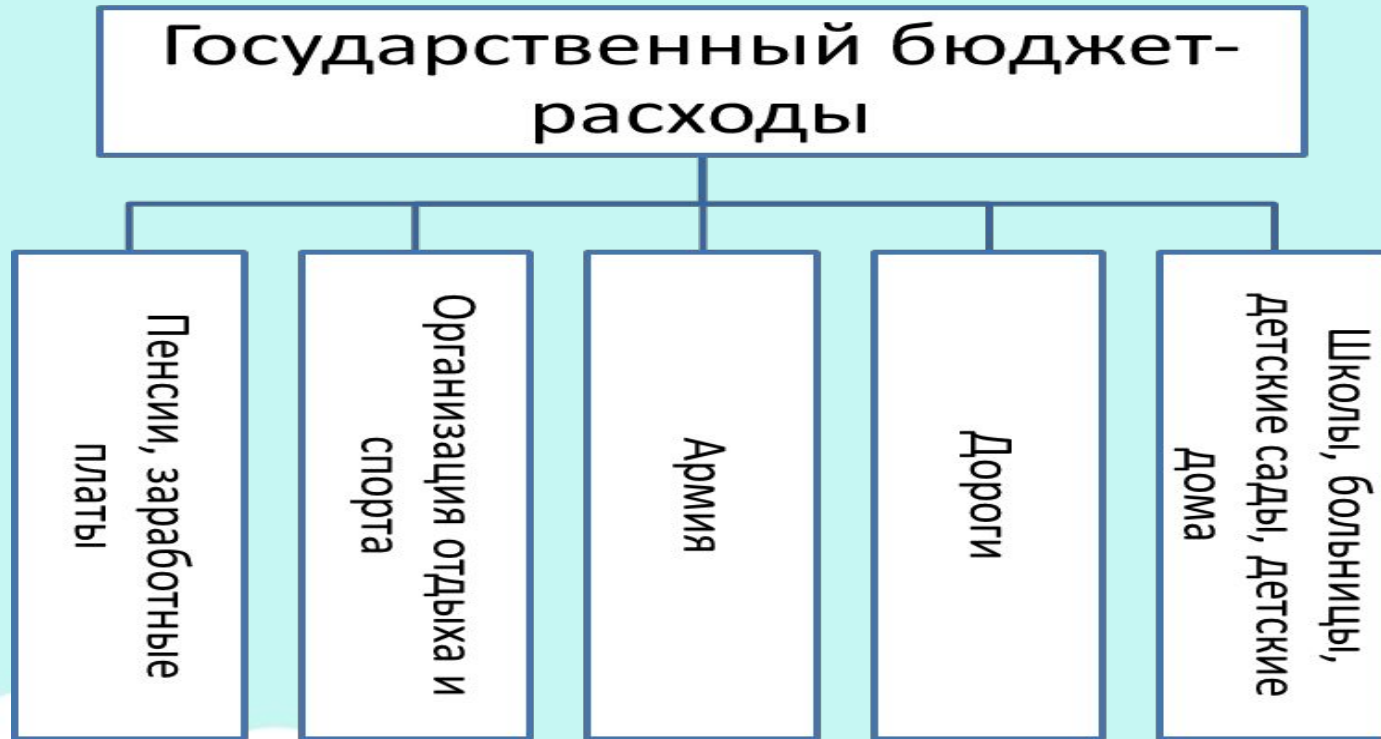 Государственный бюджет-
расходы
Пенсии, заработные
платы
Организация отдыха и
спорта
Армия
Дороги
Школы, больницы,
детские сады, детские
дома